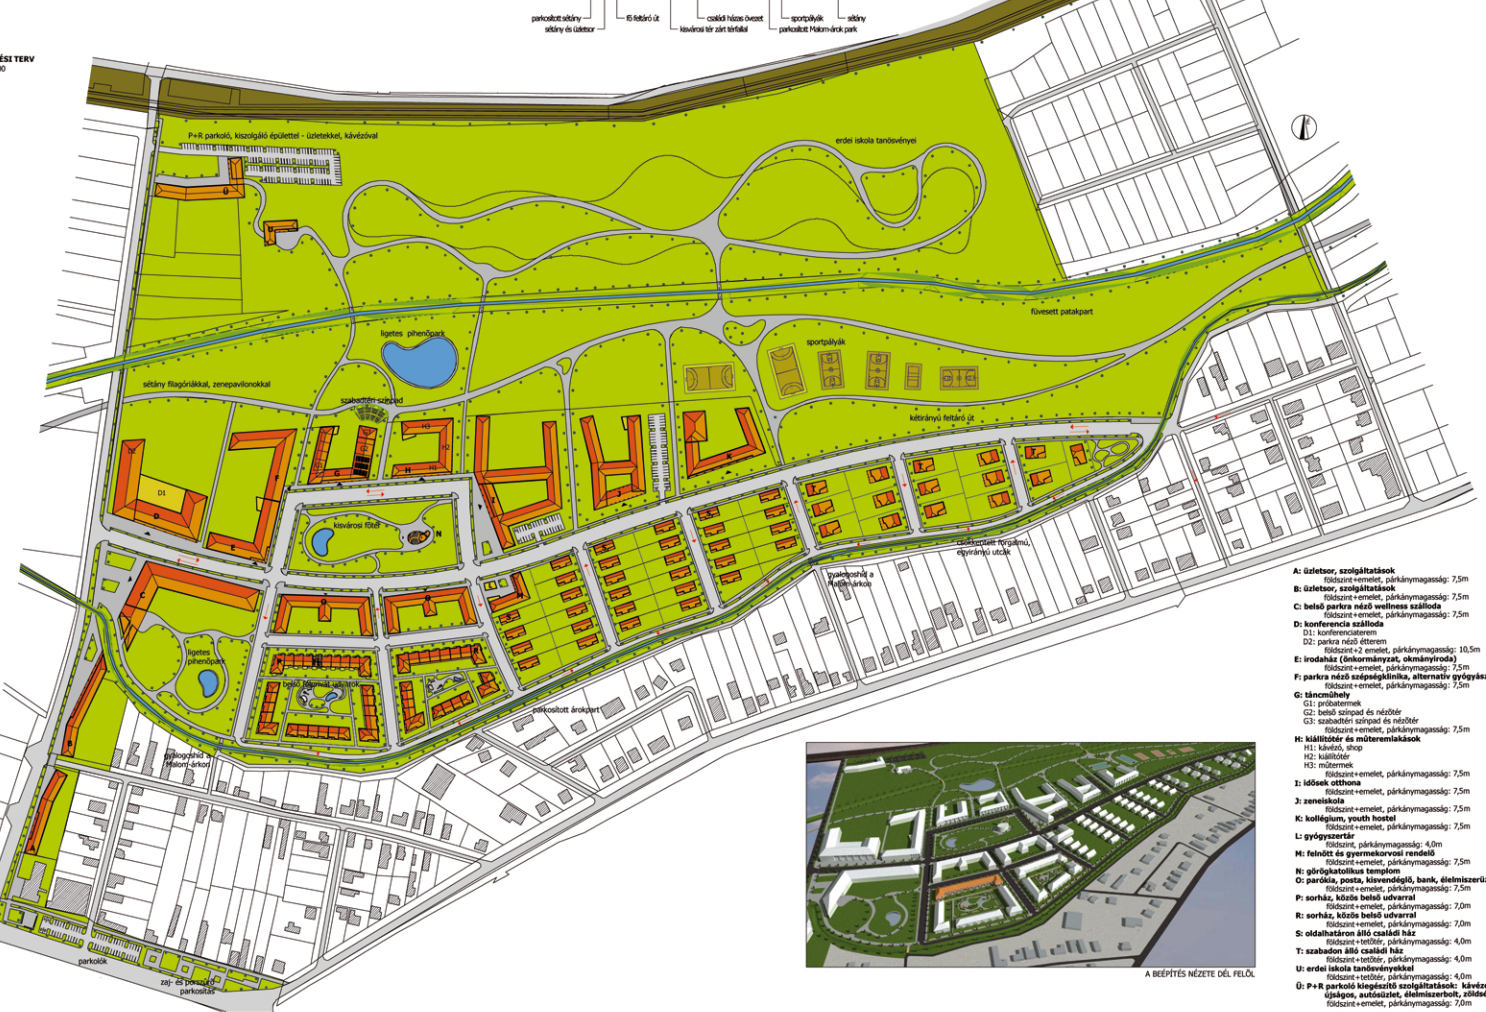 parkosított sétány
sétány és üzletsor
fő feltáró út
kisvárosi tér zárt térfallal
családi házas övezet
parkosított Malom-árok park
sportpályák
sétány
ÉSI TERV
P+R parkoló, kiszolgáló épülettel - üzletekkel, kávézóval
erdei iskola tanösvényei
Ü
U
füvesett patakpart
ligetes pihenőpark
sportpályák
sétány filagóriákkal, zenepavilonokkal
szabadtéri színpad
kétirányú feltáró út
D2
D1
D
F
E
G
H3
H2
H1
H
I
J
K
kisvárosi főtér
N
csökkentett forgalmú,
egyirányú utcák
gyalogoshíd a
Malom-árkon
C
O
O
M
ligetes
pihenőpark
belső közös udvarok
parkosított árokpart
gyalogoshíd a
Malom-árkon
B
A
parkolók
zaj- és porszűrő
parkosítás
A BEÉPÍTÉS NÉZETE DÉL FELŐL
A: üzletsor, szolgáltatások
földszint+emelet, párkánymagasság: 7,5m
B: üzletsor, szolgáltatások
földszint+emelet, párkánymagasság: 7,5m
C: belső parkra néző wellness szálloda
földszint+emelet, párkánymagasság: 7,5m
D: konferencia szálloda
D1: konferenciaterem
D2: parkra néző étterem
földszint+2 emelet, párkánymagasság: 10,5m
E: irodaház (önkormányzat, okmányiroda)
földszint+emelet, párkánymagasság: 7,5m
F: parkra néző szépségklinika, alternatív gyógyász
földszint+emelet, párkánymagasság: 7,5m
G: táncműhely
G1: próbatermek
G2: belső színpad és nézőtér
G3: szabadtéri színpad és nézőtér
földszint+emelet, párkánymagasság: 7,5m
H: kiállítótér és műteremlakások
H1: kávézó, shop
H2: kiállítótér
H3: műtermek
földszint+emelet, párkánymagasság: 7,5m
I: idősek otthona
földszint+emelet, párkánymagasság: 7,5m
J: zeneiskola
földszint+emelet, párkánymagasság: 7,5m
K: kollégium, youth hostel
földszint+emelet, párkánymagasság: 7,5m
L: gyógyszertár
földszint, párkánymagasság: 4,0m
M: felnőtt és gyermekorvosi rendelő
földszint+emelet, párkánymagasság: 7,5m
N: görögkatolikus templom
O: parókia, posta, kisvendéglő, bank, élelmiszerüz
földszint+emelet, párkánymagasság: 7,5m
P: sorház, közös belső udvarral
földszint+emelet, párkánymagasság: 7,0m
R: sorház, közös belső udvarral
földszint+emelet, párkánymagasság: 7,0m
S: oldalhatáron álló családi ház
földszint+tetőtér, párkánymagasság: 4,0m
T: szabadon álló családi ház
földszint+tetőtér, párkánymagasság: 4,0m
U: erdei iskola tanösvényekkel
földszint+tetőtér, párkánymagasság: 4,0m
Ü: P+R parkoló kiegészítő szolgáltatások: kávéz
újságos, autósüzlet, élelmiszerbolt, zöldsé
földszint+emelet, párkánymagasság: 7,0m